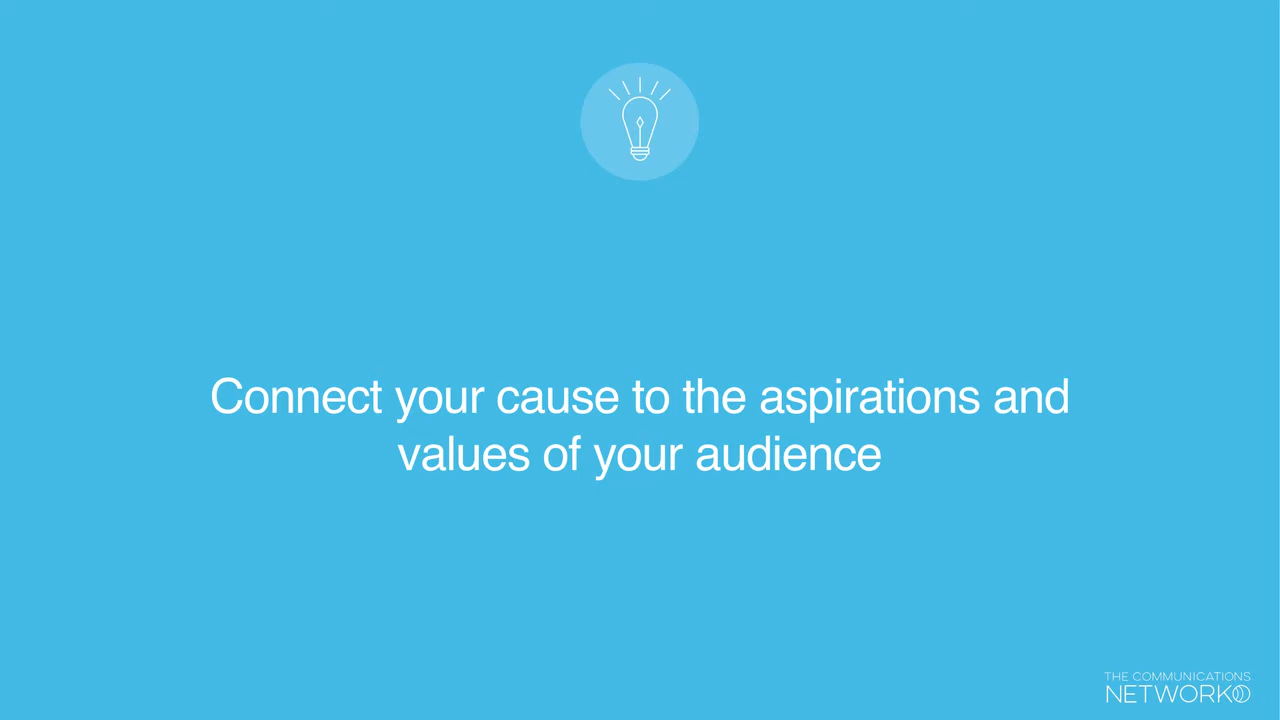 Connect your cause to the aspirations and
values of your audience
THE COMMUNICATIONS
NETWORK